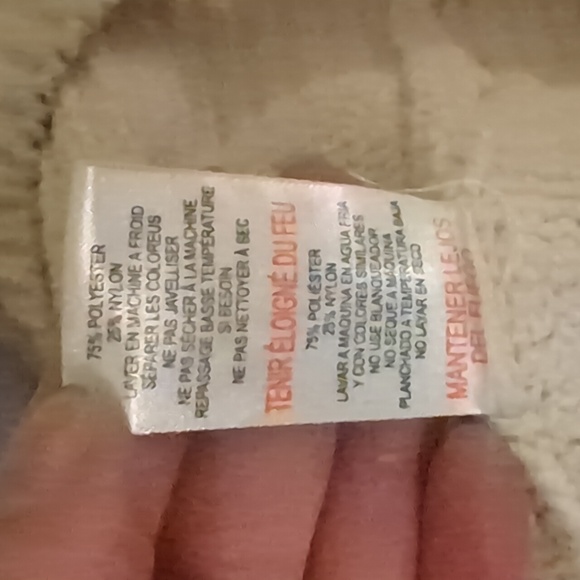 75% POLYESTER
25% NYLON
LAVER EN MACHINE A FROID
SÉPARER LES COLOREUS
NE PAS JAVELLISER
NE PAS SÉCHER À LA MACHINE
REPASSAGE BASSE TEMPÉRATURE
SI BESOIN
NE PAS NETTOYER À SEC
TENIR ÉLOIGNÉ DU FEU
75% POLIÉSTER
25% NYLON
LAVAR A MAQUINA EN AGUA FRIA
Y CON COLORES SIMILARES
NO USE BLANQUEADOR
NO SEQUE A MAQUINA
PLANCHADO A TEMPERATURA BAJA
NO LAVAR EN SECO
MANTENER LEJOS
DEL FUEGO